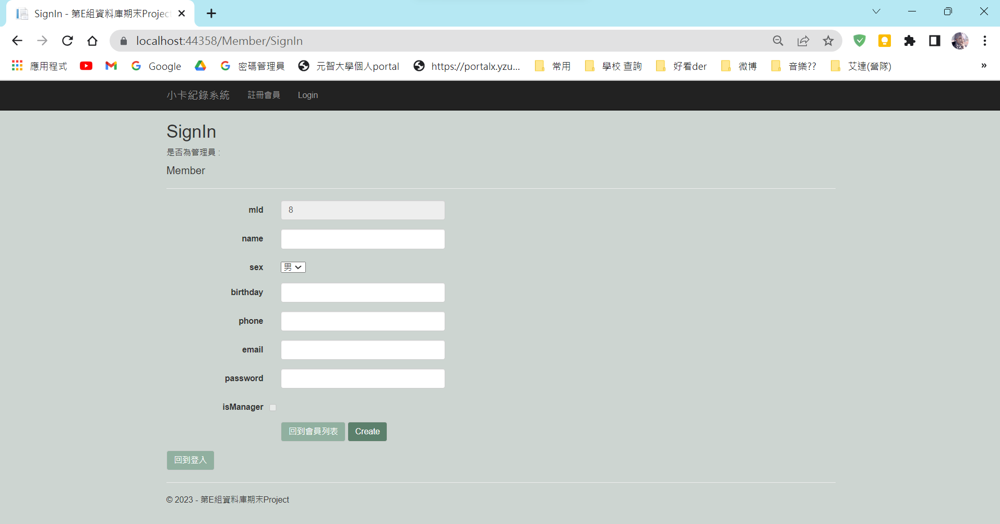 SignIn - 第E組資料庫期末Project
localhost:44358/Member/SignIn
應用程式 Google 密碼管理員 元智大學個人portal https://portalx.yzu... 常用 學校 查詢 好看der 微博 音樂?? 艾達(營隊) »
小卡紀錄系統 註冊會員 Login
SignIn
是否為管理員 :
Member
mId 8
name
sex 男
birthday
phone
email
password
isManager
回到會員列表 Create
回到登入
© 2023 - 第E組資料庫期末Project